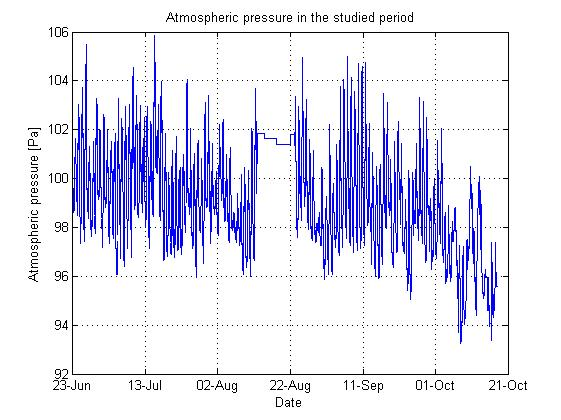 Atmospheric pressure in the studied period
Atmospheric pressure [Pa]
106
104
102
100
98
96
94
92
23-Jun 13-Jul 02-Aug 22-Aug 11-Sep 01-Oct 21-Oct
Date